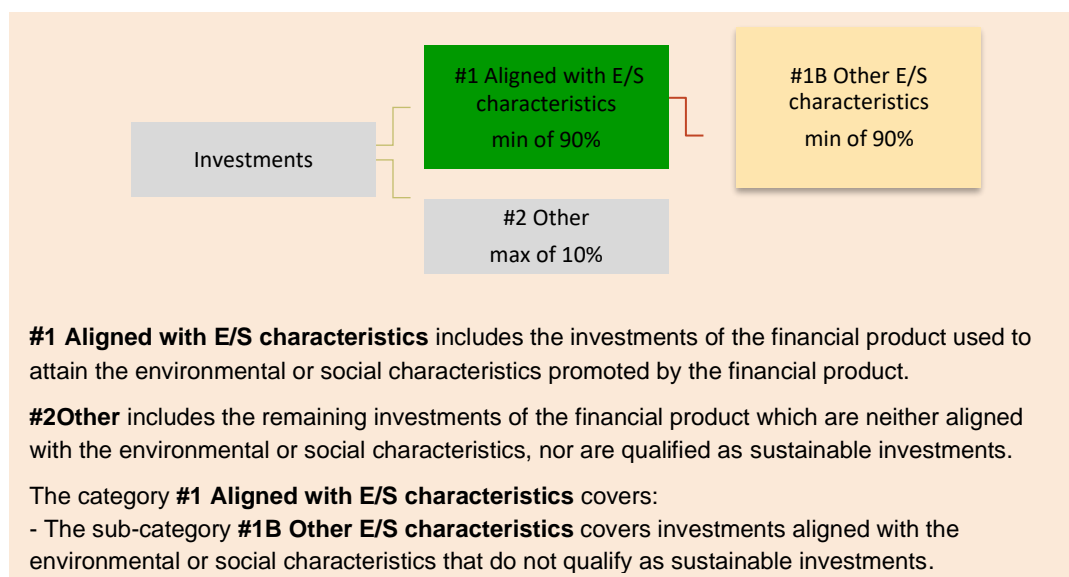 #1 Aligned with E/S
characteristics
min of 90%
#1B Other E/S
characteristics
min of 90%
Investments
#2 Other
max of 10%
#1 Aligned with E/S characteristics includes the investments of the financial product used to
attain the environmental or social characteristics promoted by the financial product.
#2Other includes the remaining investments of the financial product which are neither aligned
with the environmental or social characteristics, nor are qualified as sustainable investments.
The category #1 Aligned with E/S characteristics covers:
- The sub-category #1B Other E/S characteristics covers investments aligned with the
environmental or social characteristics that do not qualify as sustainable investments.